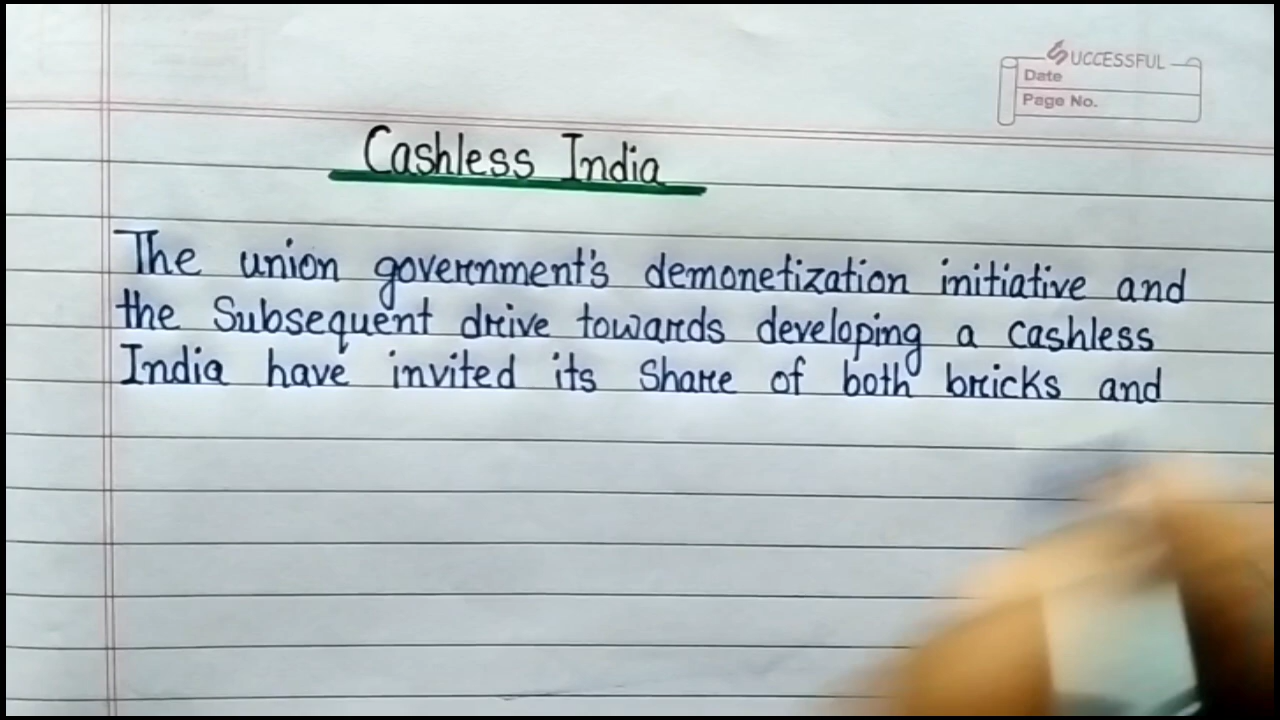 SUCCESSFUL
Date
Page No.
Cashless India
The union government's demonetization initiative and
the Subsequent drive towards developing a cashless
India have invited its Share of both bricks and